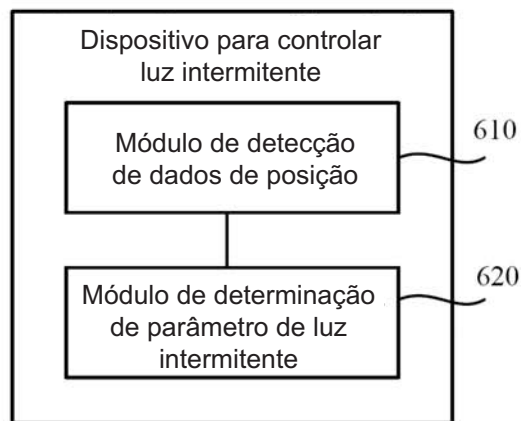 Dispositivo para controlar
luz intermitente
Módulo de detecção
de dados de posição
610
Módulo de determinação
de parâmetro de luz
intermitente
620